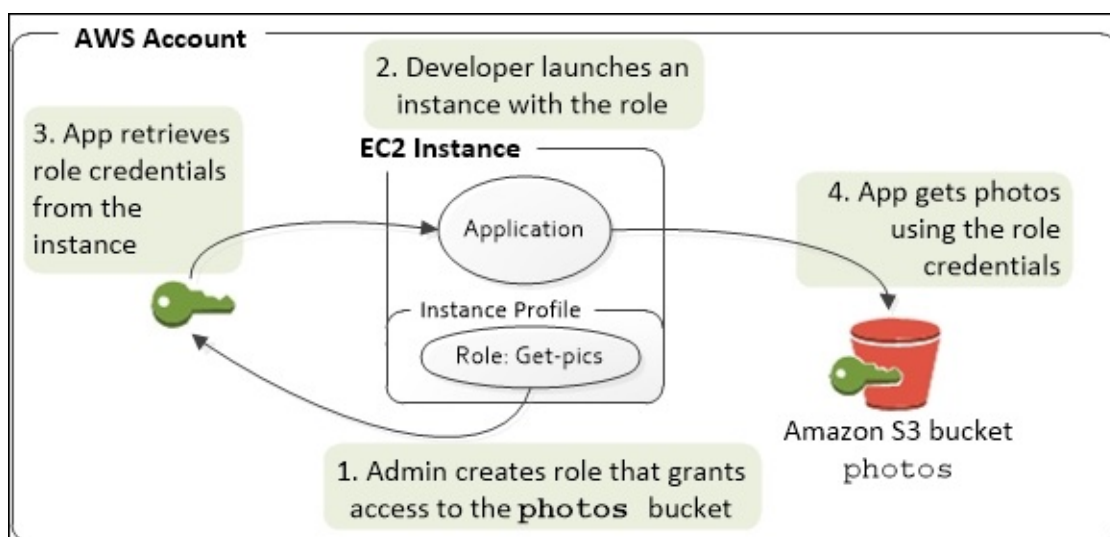 AWS Account
2. Developer launches an
instance with the role
3. App retrieves
role credentials
from the
instance
EC2 Instance
Application
4. App gets photos
using the role
credentials
Instance Profile
Role: Get-pics
Amazon S3 bucket
photos
1. Admin creates role that grants
access to the photos bucket